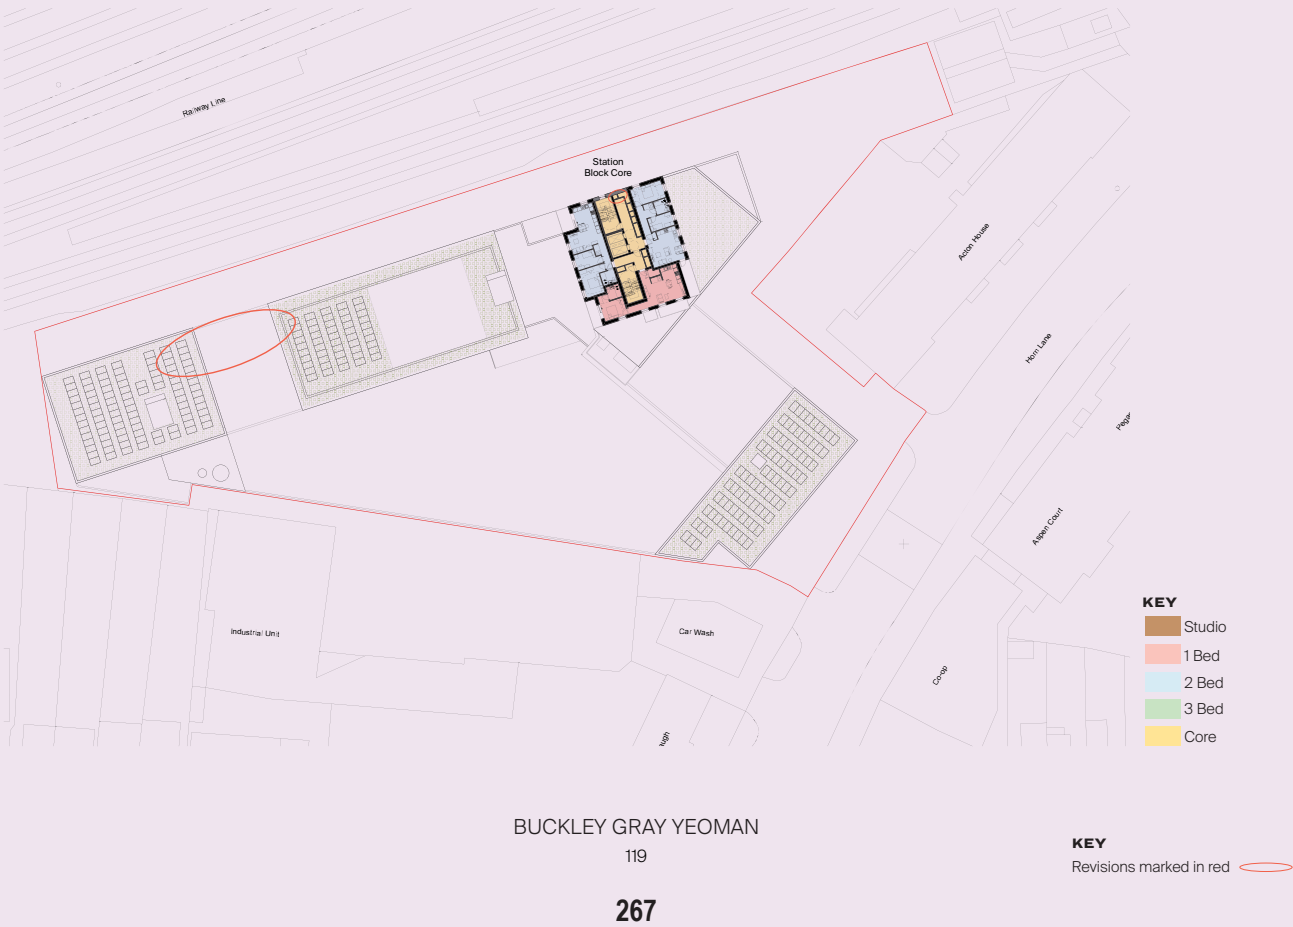 Railway Line
Station
Block Core
Acton House
Horn Lane
Aspen Court
Industrial Unit
Car Wash
Co-op
KEY
Studio
1 Bed
2 Bed
3 Bed
Core
BUCKLEY GRAY YEOMAN
119
KEY
Revisions marked in red
267